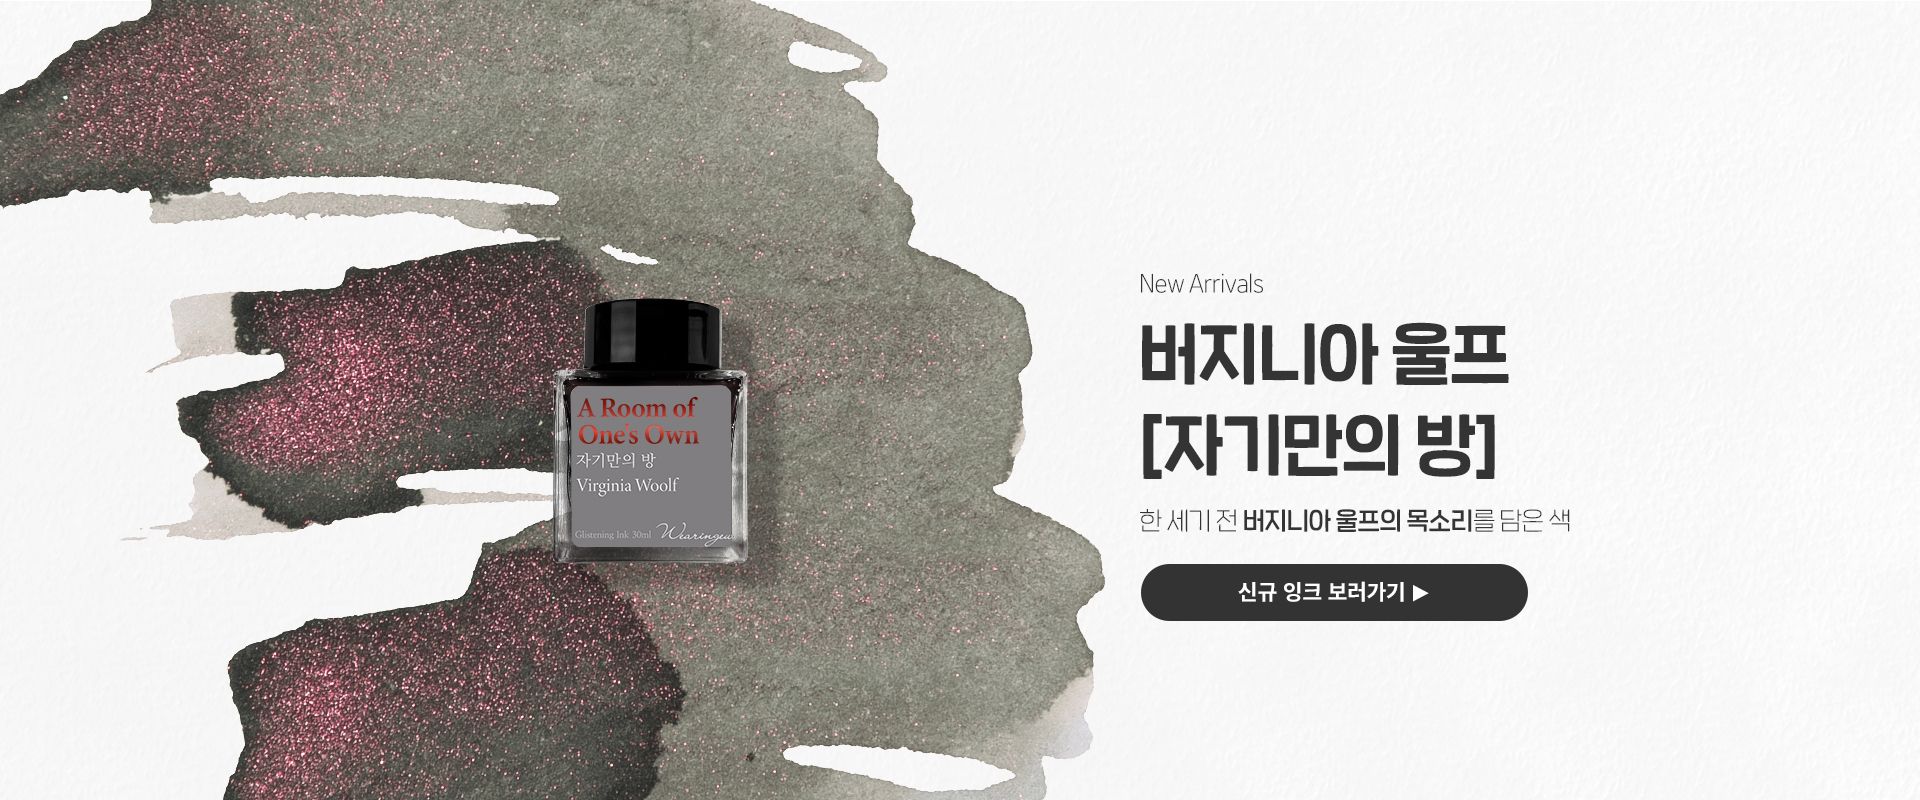 A Room of
One's Own
자기만의 방
Virginia Woolf
Glistening Ink 30ml Wearingeul
New Arrivals
버지니아 울프
[자기만의 방]
한 세기 전 버지니아 울프의 목소리를 담은 색
신규 잉크 보러가기 ▶